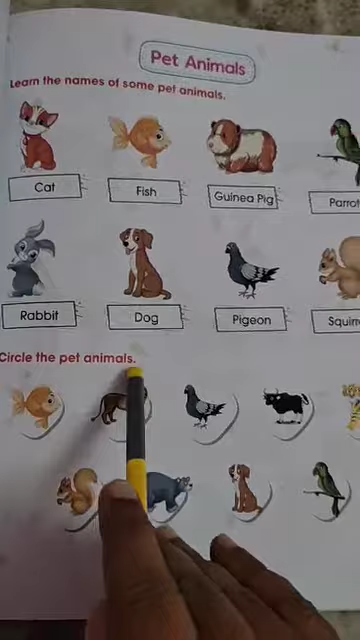 Pet Animals
Learn the names of some pet animals.
Cat
Fish
Guinea Pig
Parrot
Rabbit
Dog
Pigeon
Circle the pet animals.